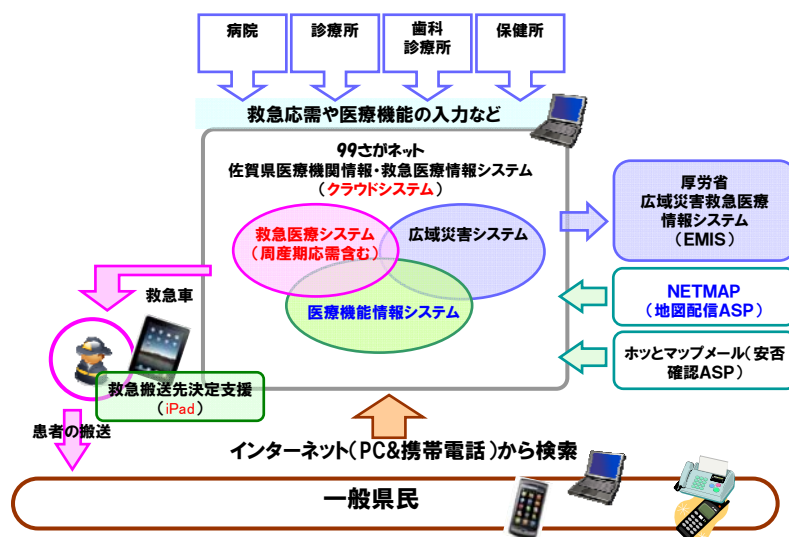 病院
診療所
歯科
診療所
保健所
救急応需や医療機能の入力など
99さがネット
佐賀県医療機関情報・救急医療情報システム
（クラウドシステム）
救急医療システム
（周産期応需含む）
広域災害システム
医療機能情報システム
厚労省
広域災害救急医療
情報システム
（EMIS）
NETMAP
（地図配信ASP）
ホッとマップメール（安否
確認ASP）
救急車
救急搬送先決定支援
（iPad）
患者の搬送
インターネット（PC&携帯電話）から検索
一般県民